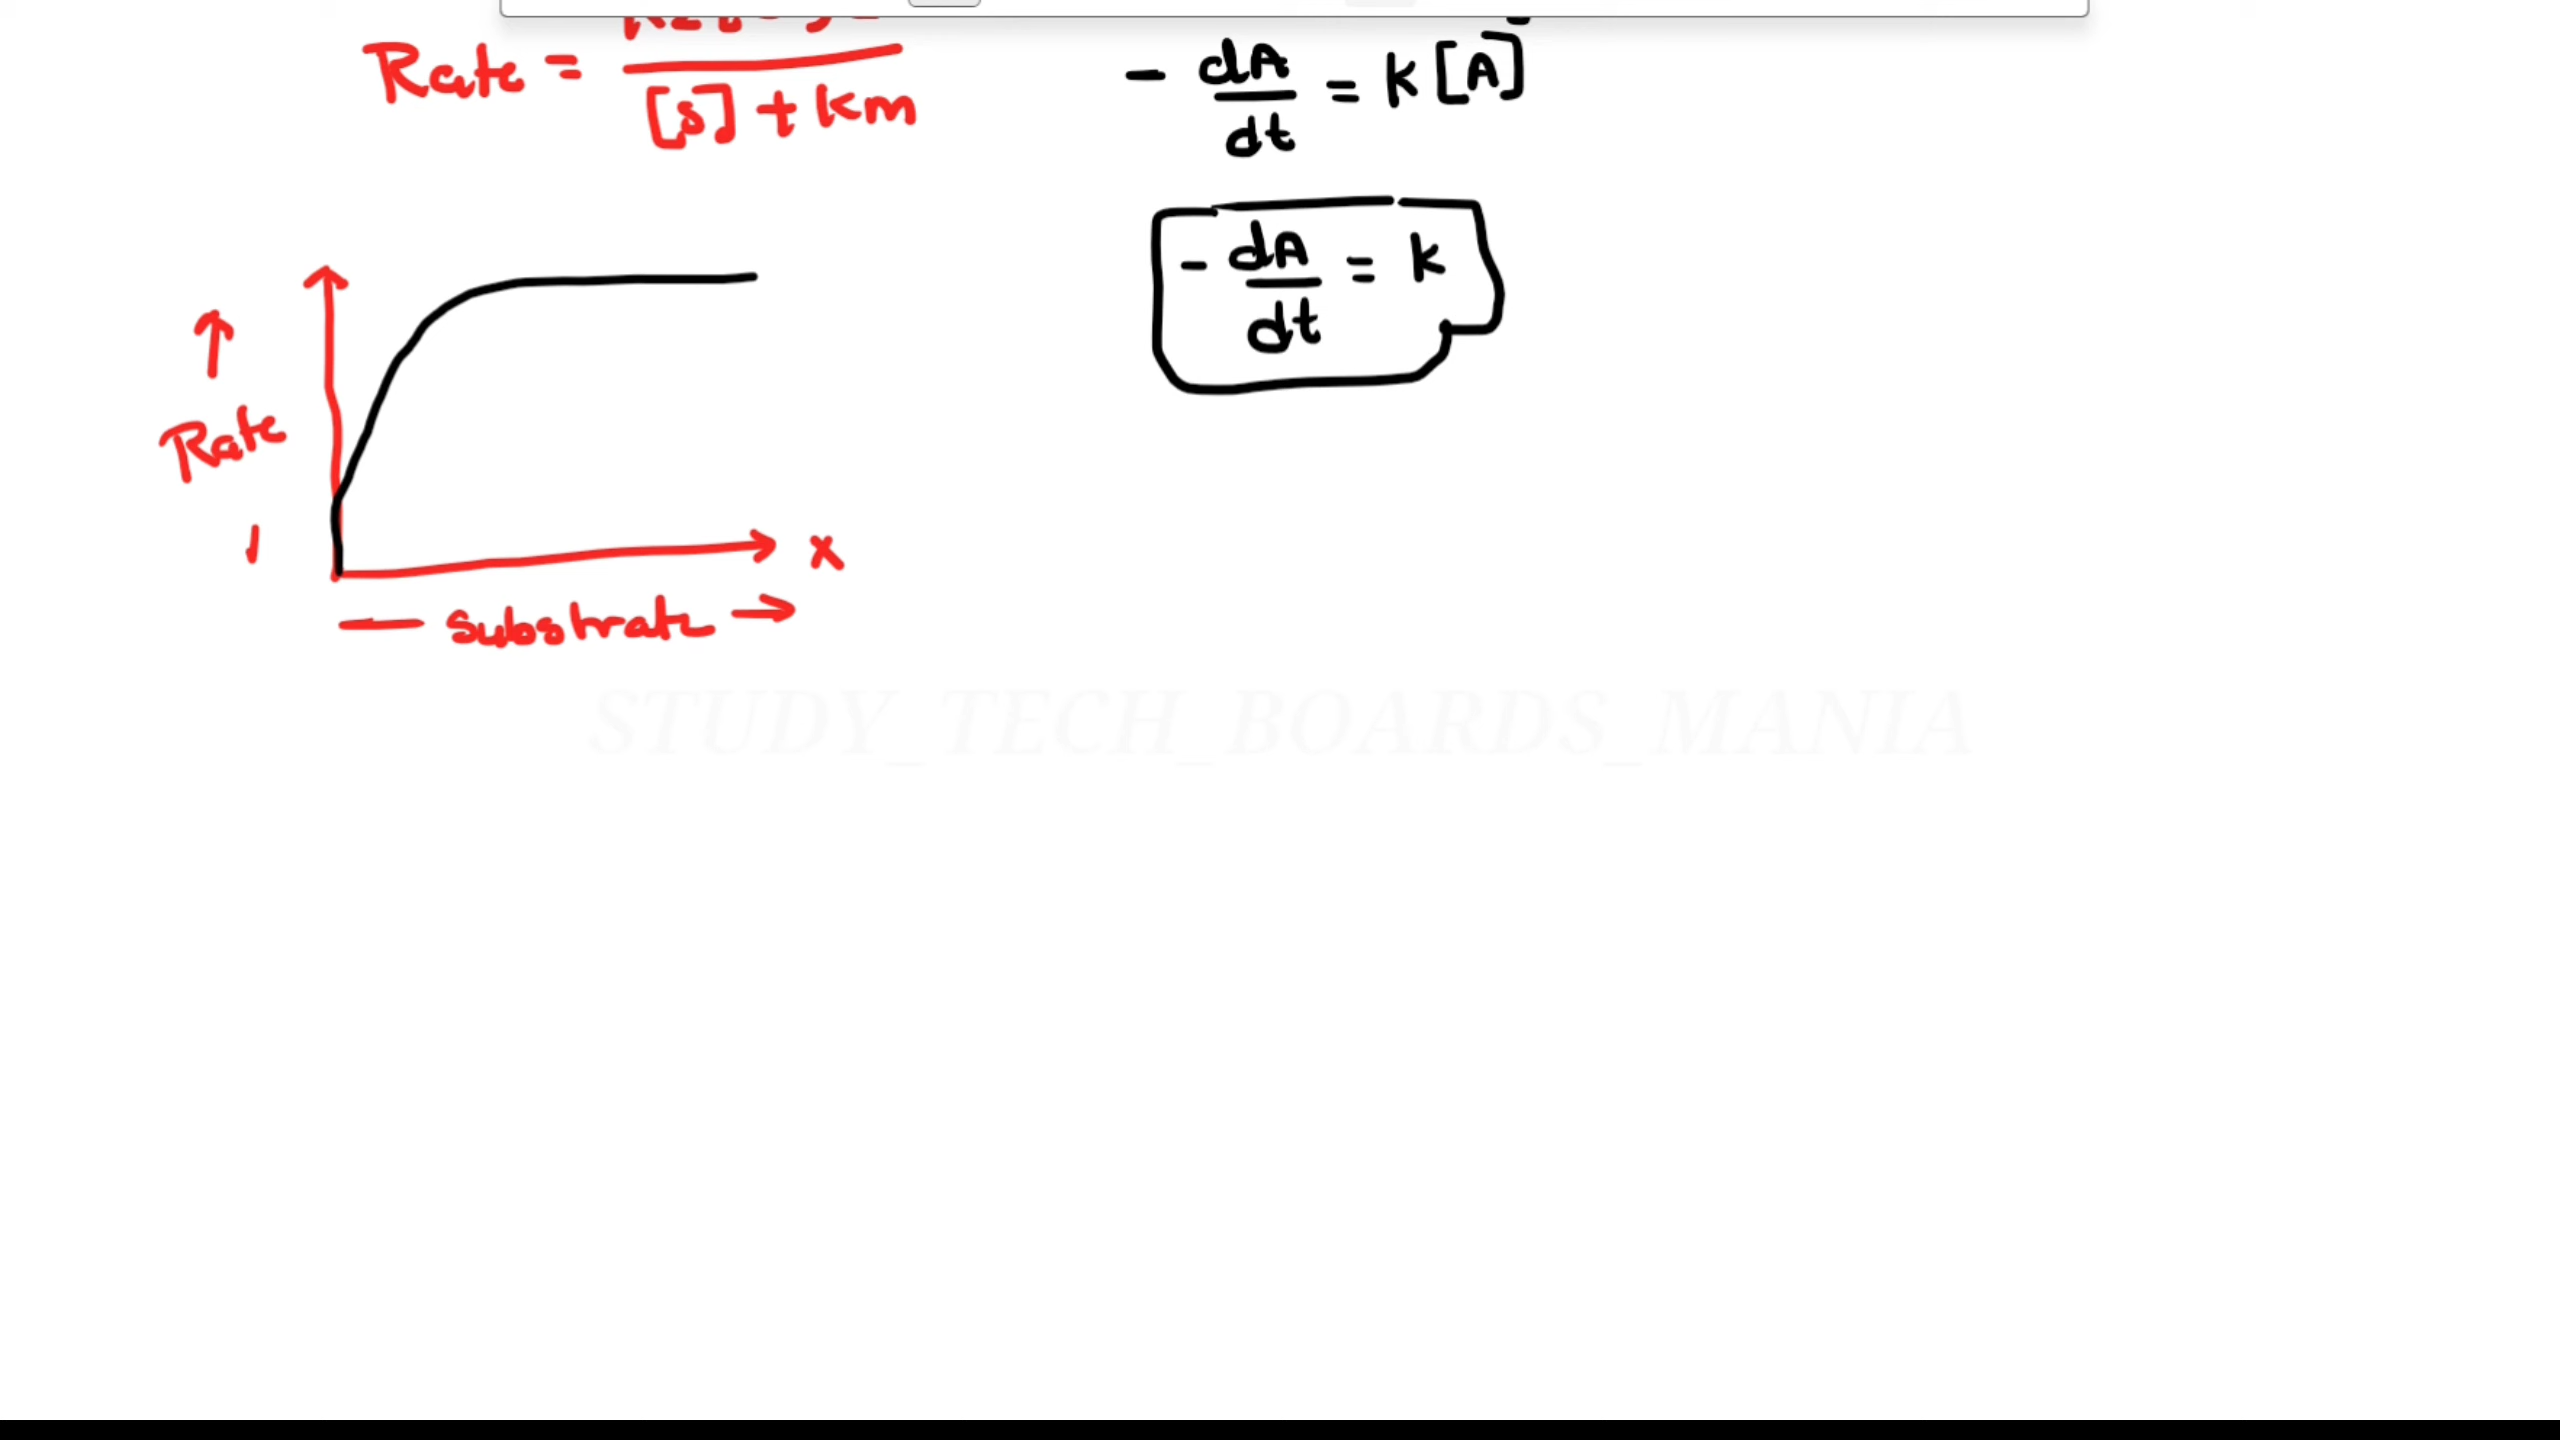 Rate =
[s] + km
- dA/dt = k[A]
- dA/dt = k
Rate
x
substrate
STUDY_TECH_BOARDS_MANIA